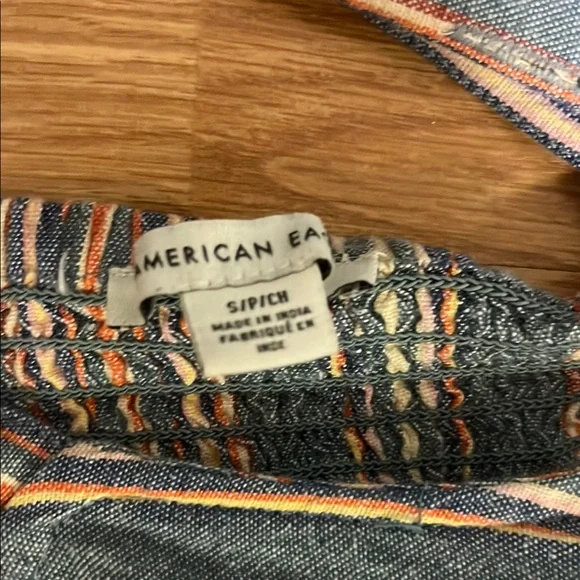 AMERICAN EA
S/P/CH
MADE IN INDIA
FABRIQUÉ EN
INDE